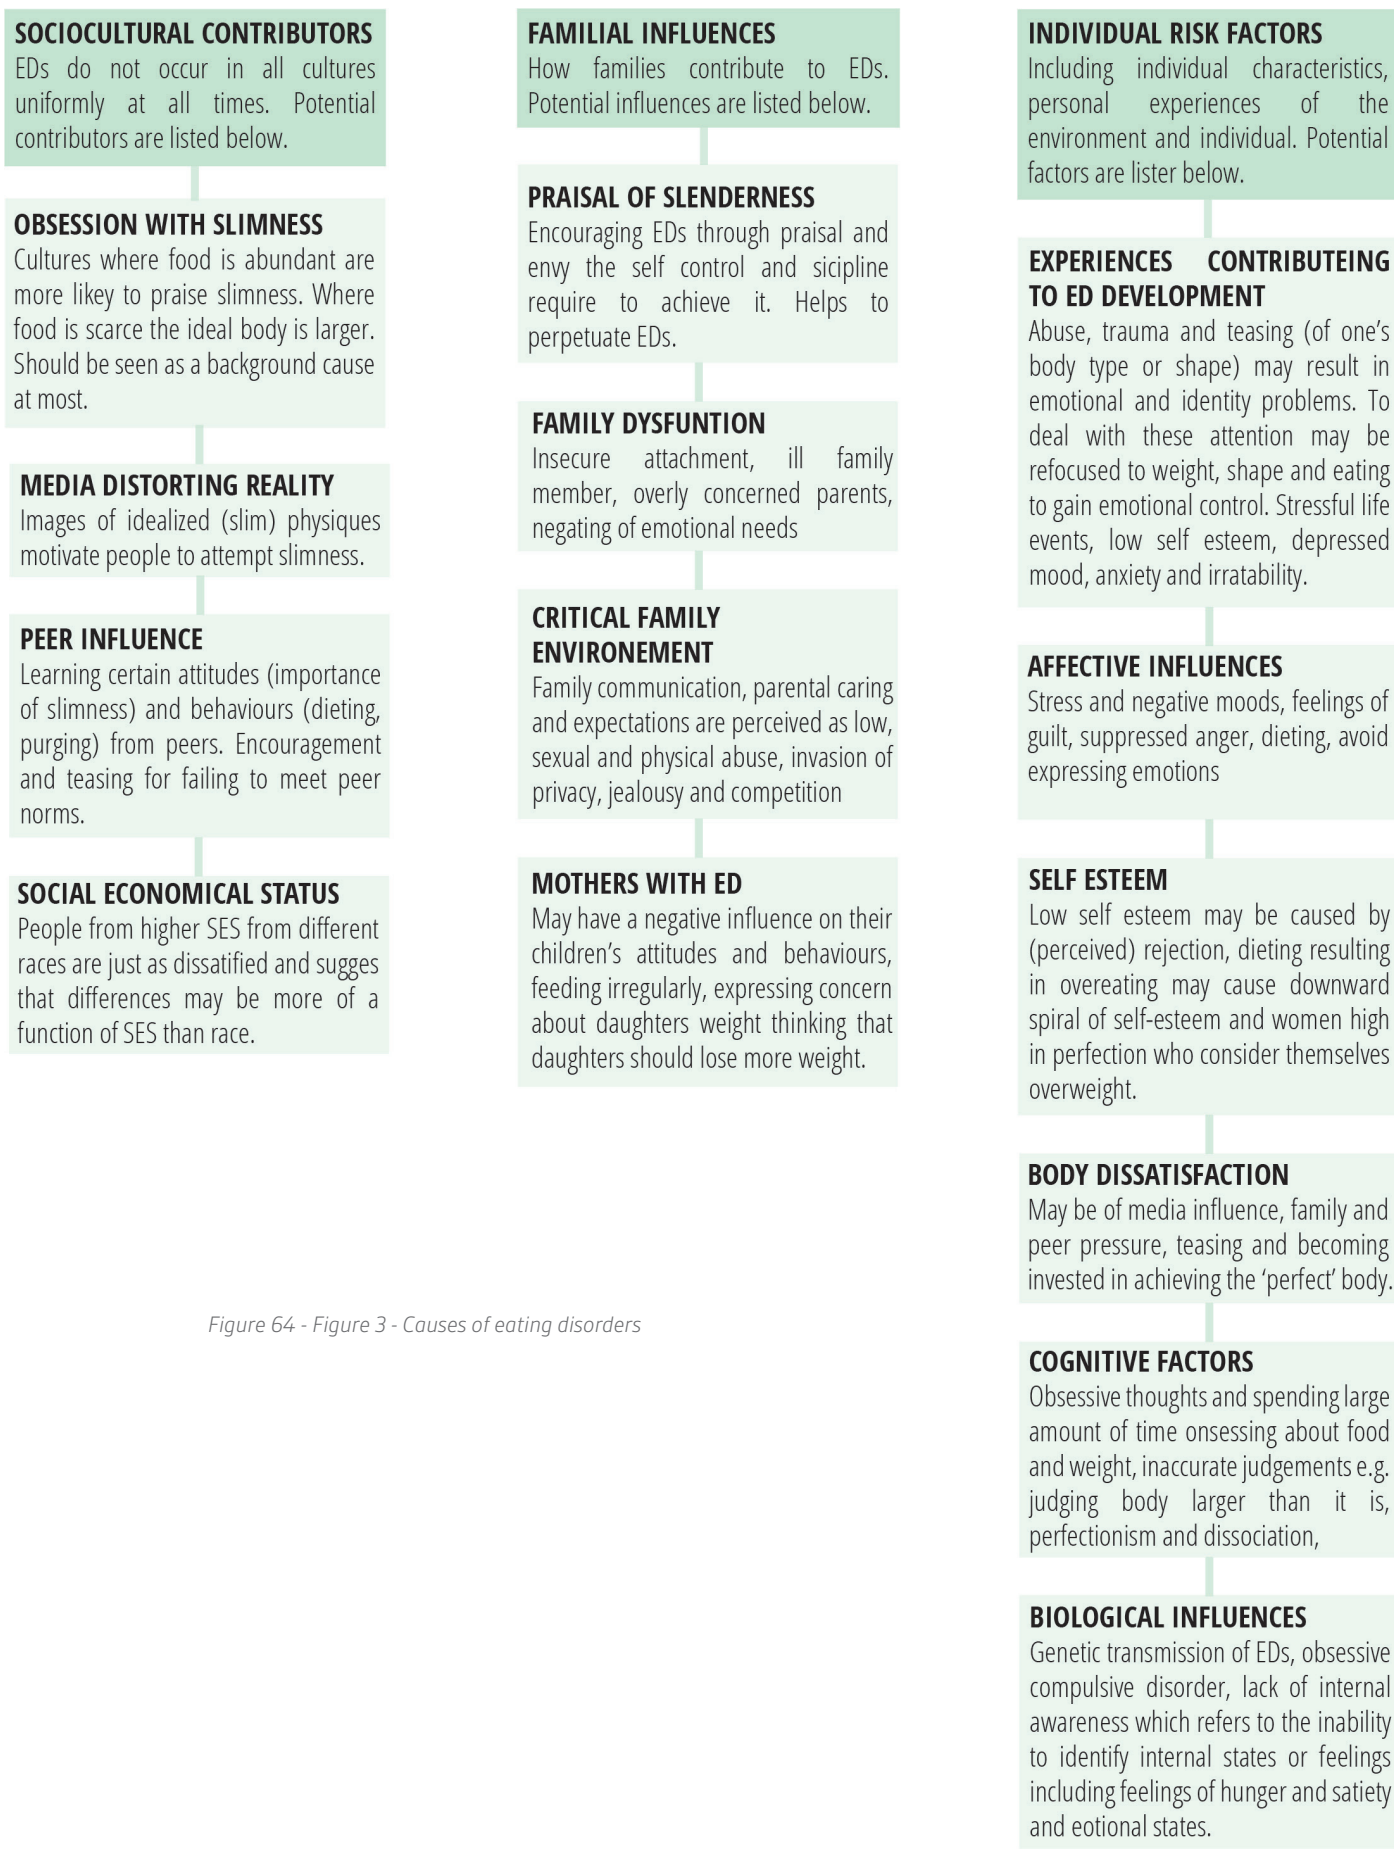 SOCIOCULTURAL CONTRIBUTORS
EDs do not occur in all cultures
uniformly at all times. Potential
contributors are listed below.
OBSESSION WITH SLIMNESS
Cultures where food is abundant are
more likey to praise slimness. Where
food is scarce the ideal body is larger.
Should be seen as a background cause
at most.
MEDIA DISTORTING REALITY
Images of idealized (slim) physiques
motivate people to attempt slimness.
PEER INFLUENCE
Learning certain attitudes (importance
of slimness) and behaviours (dieting,
purging) from peers. Encouragement
and teasing for failing to meet peer
norms.
SOCIAL ECONOMICAL STATUS
People from higher SES from different
races are just as dissatified and sugges
that differences may be more of a
function of SES than race.
FAMILIAL INFLUENCES
How families contribute to EDs.
Potential influences are listed below.
PRAISAL OF SLENDERNESS
Encouraging EDs through praisal and
envy the self control and sicipline
require to achieve it. Helps to
perpetuate EDs.
FAMILY DYSFUNTION
Insecure attachment, ill family
member, overly concerned parents,
negating of emotional needs
CRITICAL FAMILY
ENVIRONEMENT
Family communication, parental caring
and expectations are perceived as low,
sexual and physical abuse, invasion of
privacy, jealousy and competition
MOTHERS WITH ED
May have a negative influence on their
children's attitudes and behaviours,
feeding irregularly, expressing concern
about daughters weight thinking that
daughters should lose more weight.
INDIVIDUAL RISK FACTORS
Including individual characteristics,
personal experiences of the
environment and individual. Potential
factors are lister below.
EXPERIENCES CONTRIBUTEING
TO ED DEVELOPMENT
Abuse, trauma and teasing (of one's
body type or shape) may result in
emotional and identity problems. To
deal with these attention may be
refocused to weight, shape and eating
to gain emotional control. Stressful life
events, low self esteem, depressed
mood, anxiety and irratability.
AFFECTIVE INFLUENCES
Stress and negative moods, feelings of
guilt, suppressed anger, dieting, avoid
expressing emotions
SELF ESTEEM
Low self esteem may be caused by
(perceived) rejection, dieting resulting
in overeating may cause downward
spiral of self-esteem and women high
in perfection who consider themselves
overweight.
BODY DISSATISFACTION
May be of media influence, family and
peer pressure, teasing and becoming
invested in achieving the 'perfect' body.
COGNITIVE FACTORS
Obsessive thoughts and spending large
amount of time onsessing about food
and weight, inaccurate judgements e.g.
judging body larger than it is,
perfectionism and dissociation,
BIOLOGICAL INFLUENCES
Genetic transmission of EDs, obsessive
compulsive disorder, lack of internal
awareness which refers to the inability
to identify internal states or feelings
including feelings of hunger and satiety
and eotional states.
Figure 64 - Figure 3 - Causes of eating disorders